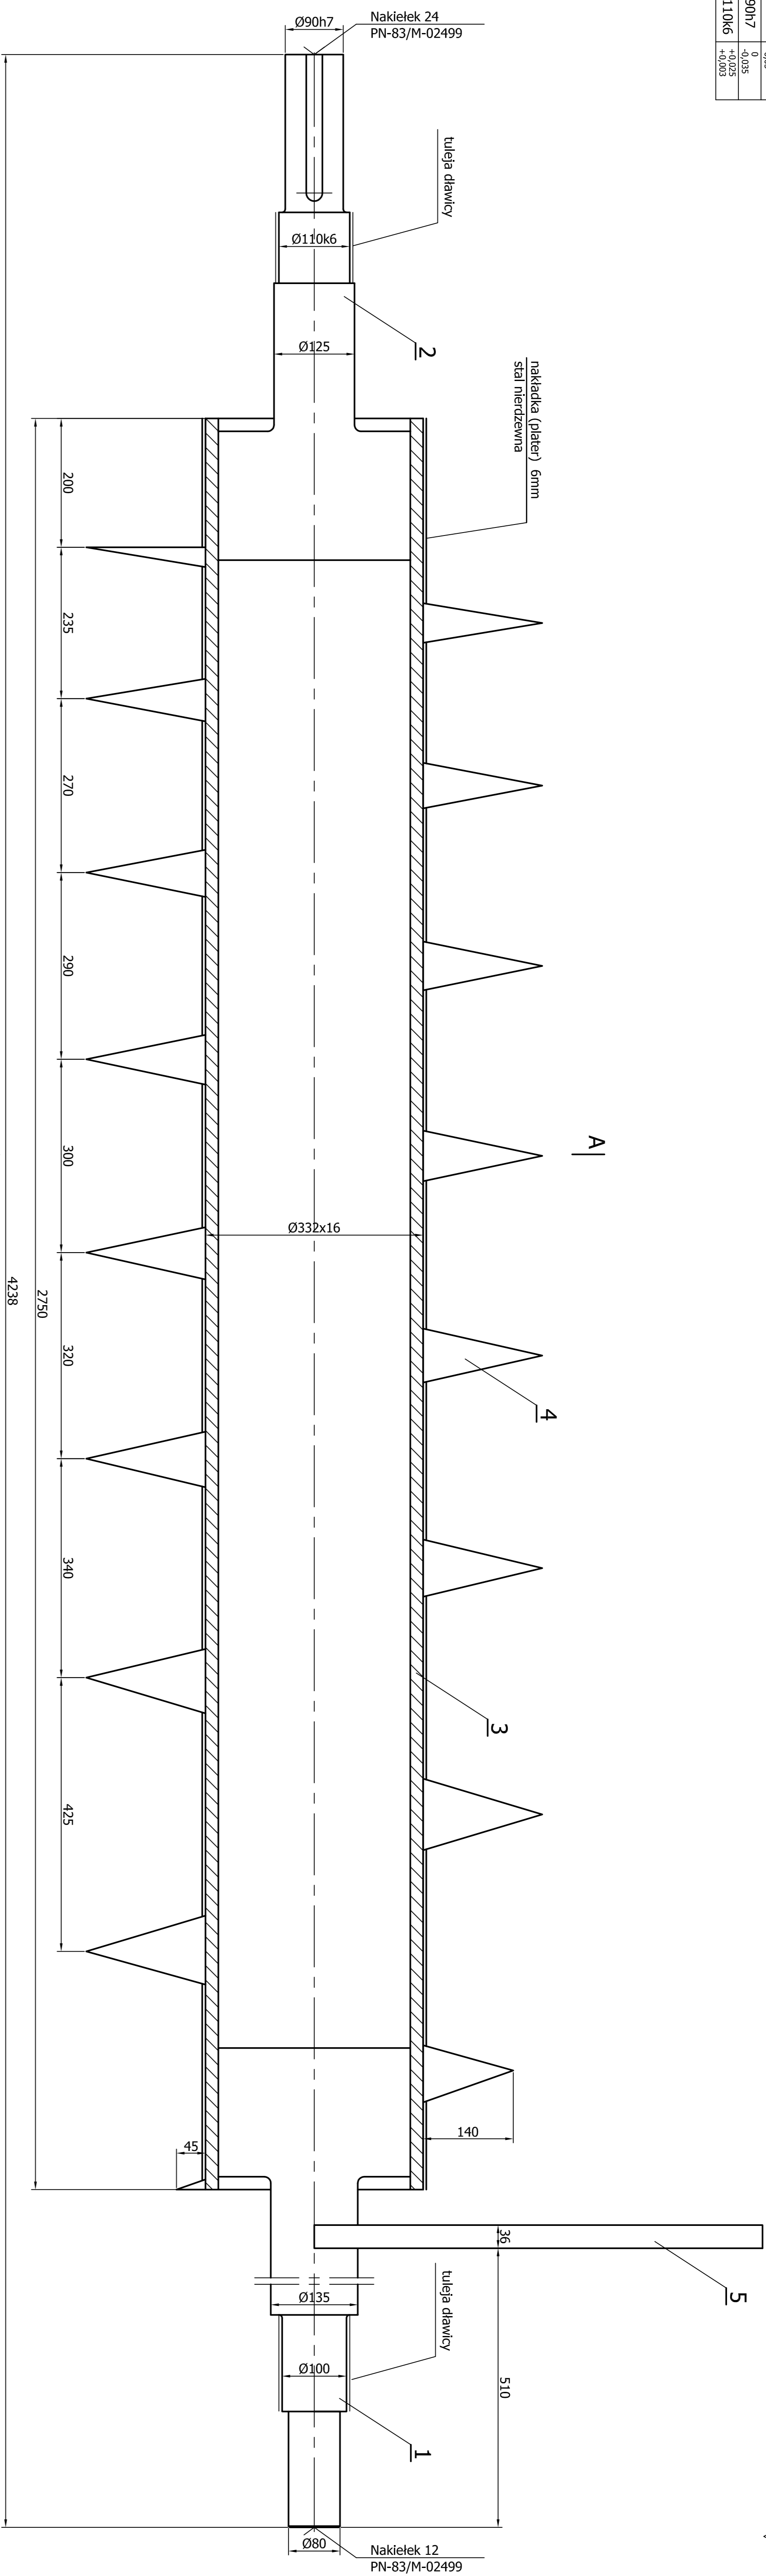 90h7
0
-0,035
110k6
+0,025
+0,003
Nakiełek 24
PN-83/M-02499
Ø90h7
tuleja dławicy
Ø110k6
2
Ø125
nakładka (plater) 6mm
stal nierdzewna
200
235
270
290
A
300
Ø332x16
4238
2750
320
4
340
3
425
140
45
36
5
tuleja dławicy
Ø135
510
Ø100
1
Ø80
Nakiełek 12
PN-83/M-02499